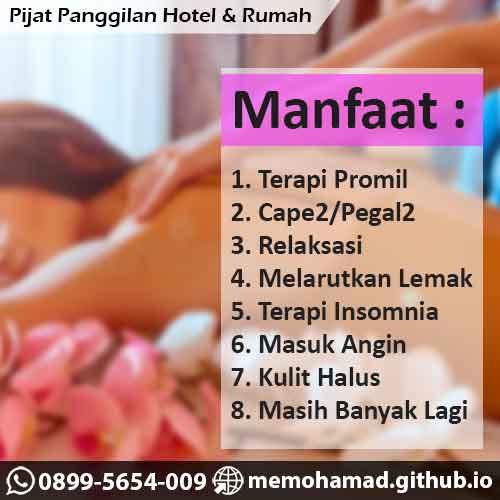 Pijat Panggilan Hotel & Rumah
Manfaat :
1. Terapi Promil
2. Cape2/Pegal2
3. Relaksasi
4. Melarutkan Lemak
5. Terapi Insomnia
6. Masuk Angin
7. Kulit Halus
8. Masih Banyak Lagi
0899-5654-009 memohamad.github.io